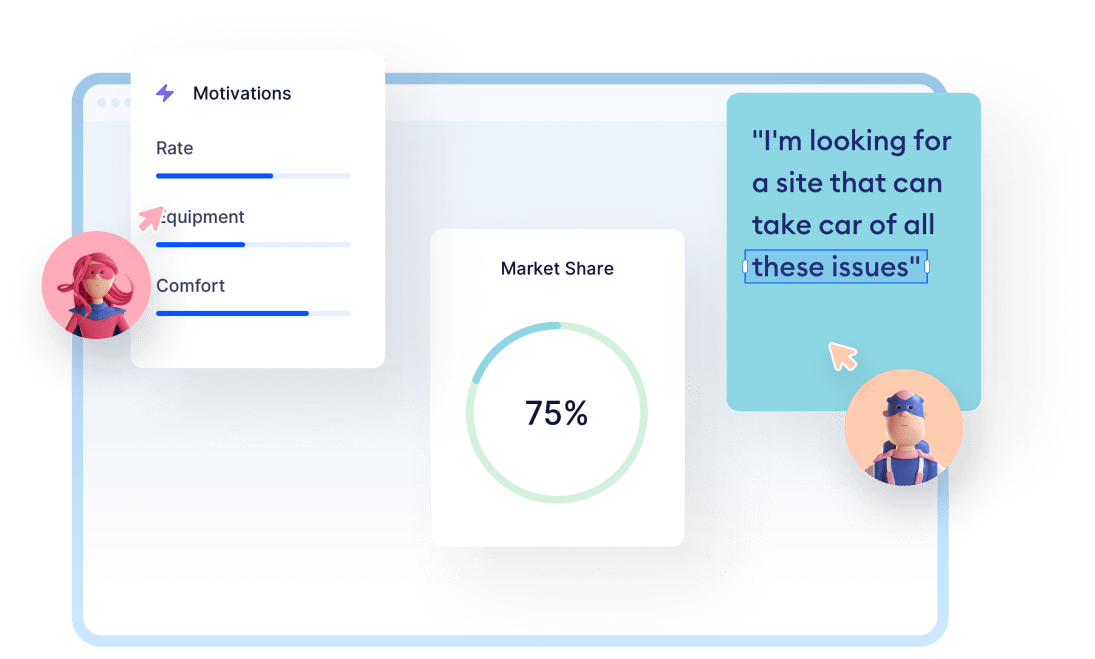 Motivations
Rate
Equipment
Comfort
Market Share
75%
"I'm looking for
a site that can
take car of all
these issues"